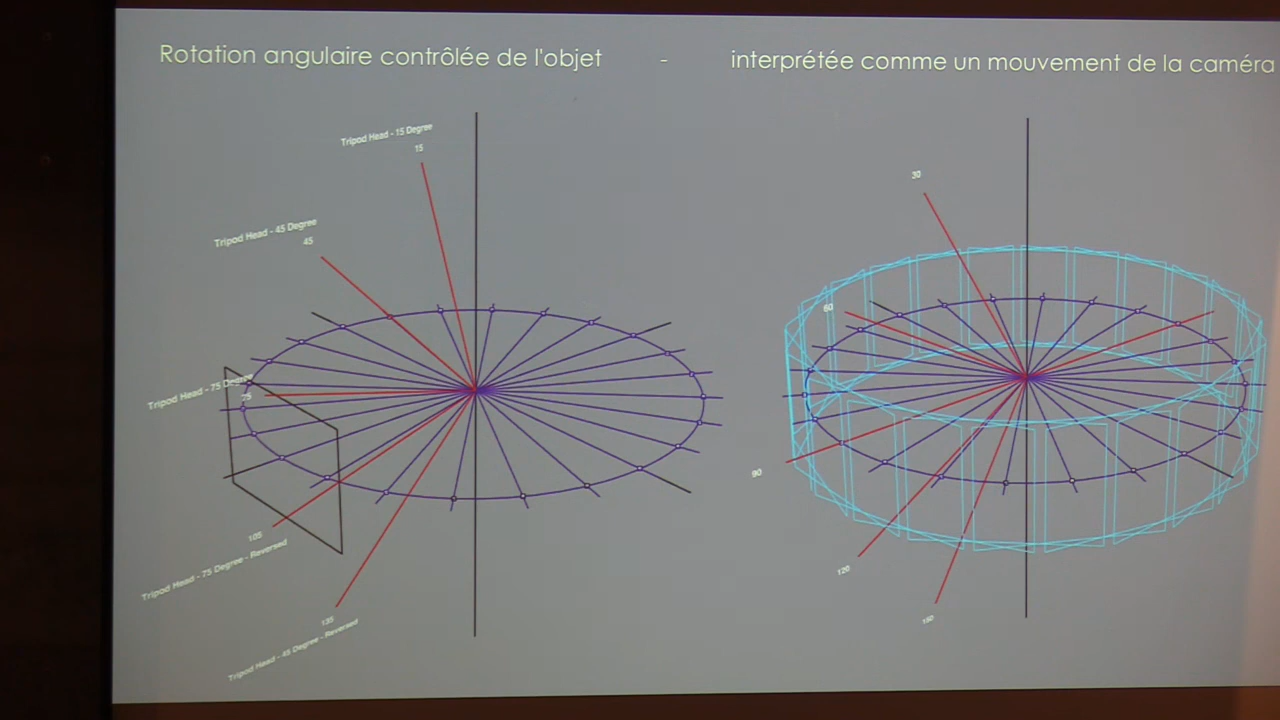 Rotation angulaire contrôlée de l'objet - interprétée comme un mouvement de la caméra
Tripod Head - 15 Degree
15
Tripod Head - 45 Degree
45
Tripod Head - 75 Degree
75
105
Tripod Head - 75 Degree - Reversed
135
Tripod Head - 45 Degree - Reversed
30
60
90
120
150